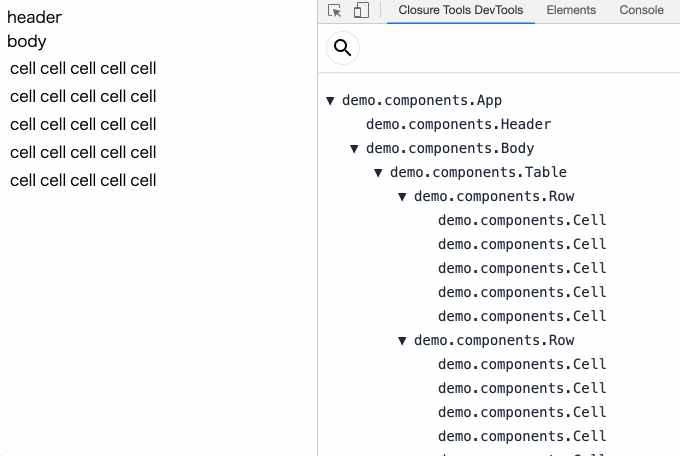 header
body
cell cell cell cell cell
cell cell cell cell cell
cell cell cell cell cell
cell cell cell cell cell
cell cell cell cell cell
Closure Tools DevTools Elements Console
▼ demo.components.App
demo.components.Header
▼ demo.components.Body
▼ demo.components.Table
▼ demo.components.Row
demo.components.Cell
demo.components.Cell
demo.components.Cell
demo.components.Cell
demo.components.Cell
▼ demo.components.Row
demo.components.Cell
demo.components.Cell
demo.components.Cell
demo.components.Cell